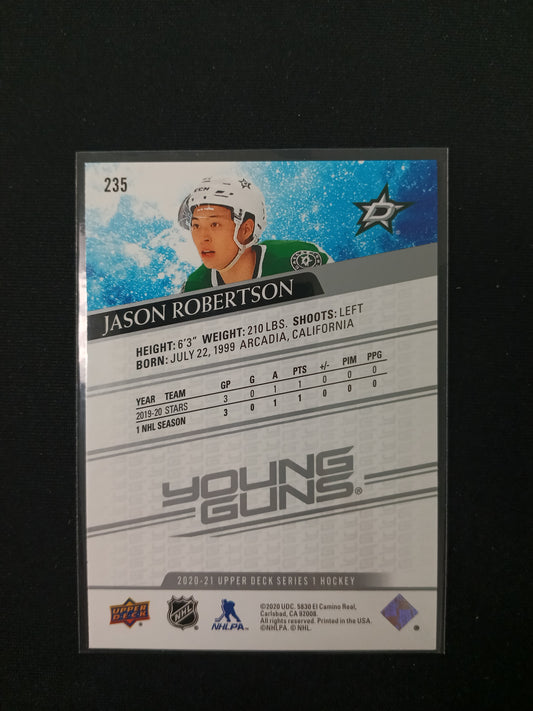 235
CCM
JASON ROBERTSON
HEIGHT: 6'3" WEIGHT: 210 LBS. SHOOTS: LEFT
BORN: JULY 22, 1999 ARCADIA, CALIFORNIA
YEAR TEAM GP G A PTS +/- PIM PPG
2019-20 STARS 3 0 1 1 0 0 0
1 NHL SEASON 3 0 1 1 0 0 0
YOUNG
GUNS®
2020-21 UPPER DECK SERIES 1 HOCKEY
UPPER
DECK
NHL
NHLPA
©2020 UDC. 5830 El Camino Real,
Carlsbad, CA 92008.
All rights reserved. Printed in the USA.
©NHLPA. © NHL.
®